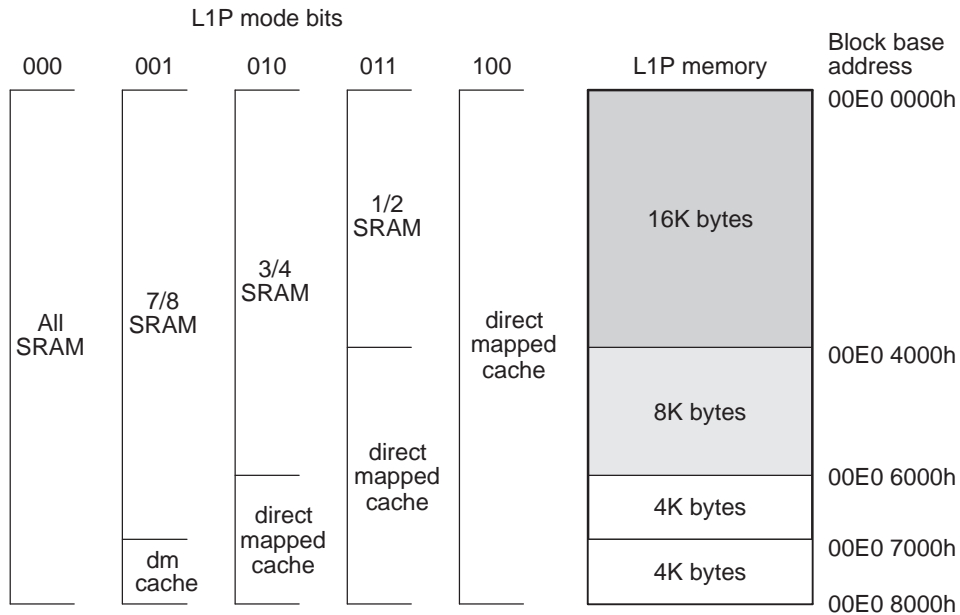 L1P mode bits
000 001 010 011 100 L1P memory
Block base
address
00E0 0000h
All
SRAM
7/8
SRAM
dm
cache
3/4
SRAM
direct
mapped
cache
1/2
SRAM
direct
mapped
cache
direct
mapped
cache
16K bytes
00E0 4000h
8K bytes
00E0 6000h
4K bytes
00E0 7000h
4K bytes
00E0 8000h